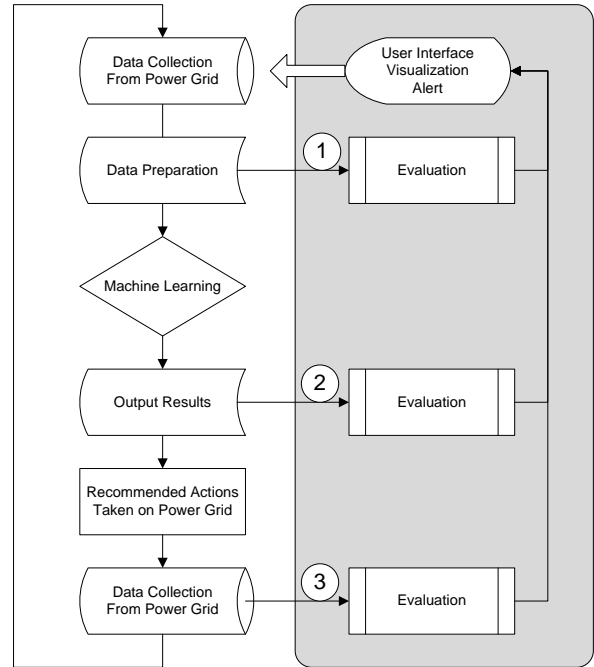 Data Collection
From Power Grid
User Interface
Visualization
Alert
Data Preparation
1
Evaluation
Machine Learning
Output Results
2
Evaluation
Recommended Actions
Taken on Power Grid
Data Collection
From Power Grid
3
Evaluation